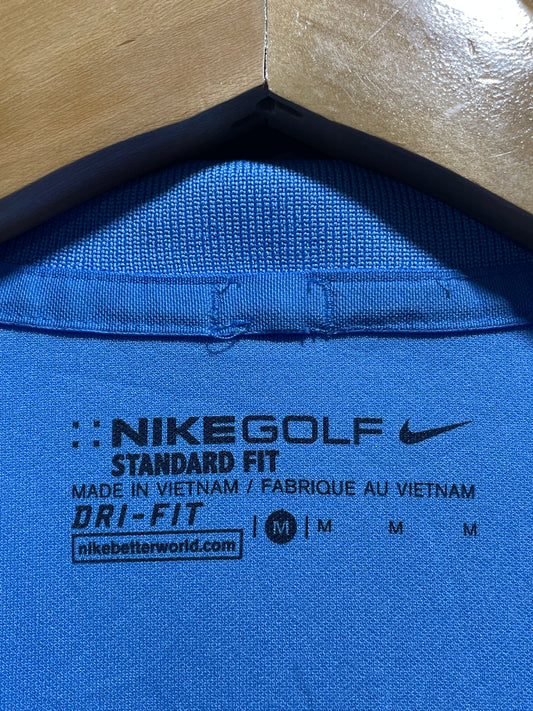 NIKEGOLF
STANDARD FIT
MADE IN VIETNAM / FABRIQUE AU VIETNAM
DRI-FIT | M | M M M
nikebetterworld.com